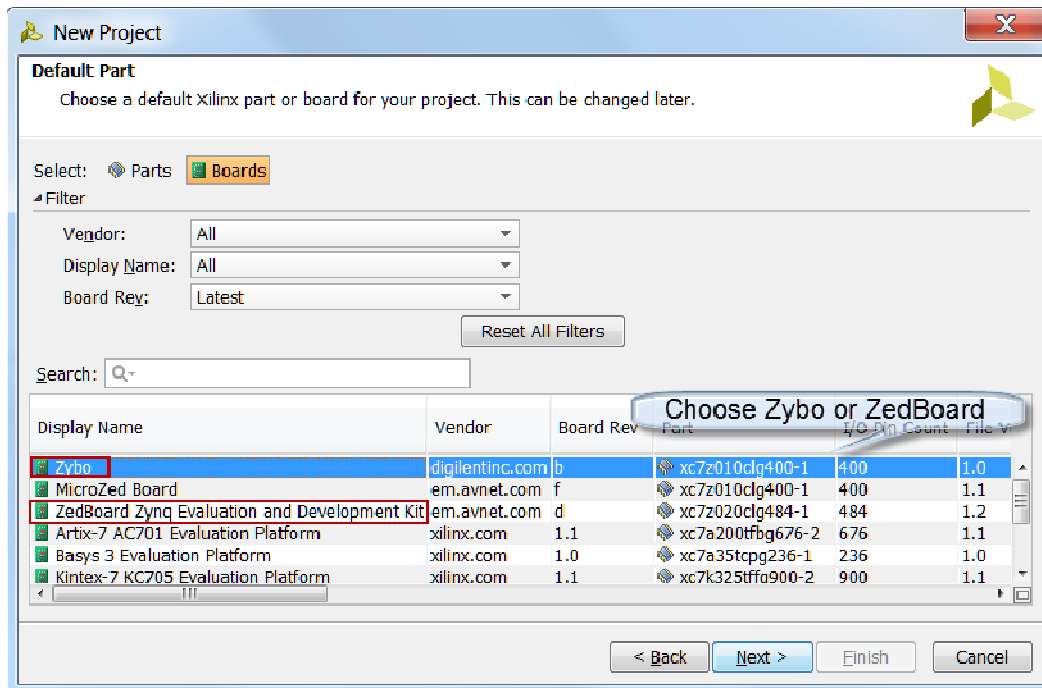 New Project
Default Part
Choose a default Xilinx part or board for your project. This can be changed later.
Select: Parts Boards
Filter
Vendor: All
Display Name: All
Board Rev: Latest
Reset All Filters
Search:
Choose Zybo or ZedBoard
Display Name Vendor Board Rev Part I/O Pin Count File V
Zybo digilentinc.com b xc7z010clg400-1 400 1.0
MicroZed Board em.avnet.com f xc7z010clg400-1 400 1.1
ZedBoard Zynq Evaluation and Development Kit em.avnet.com d xc7z020clg484-1 484 1.2
Artix-7 AC701 Evaluation Platform xilinx.com 1.1 xc7a200tfbg676-2 676 1.1
Basys 3 Evaluation Platform xilinx.com 1.0 xc7a35tcpg236-1 236 1.0
Kintex-7 KC705 Evaluation Platform xilinx.com 1.1 xc7k325tffg900-2 900 1.1
< Back Next > Finish Cancel